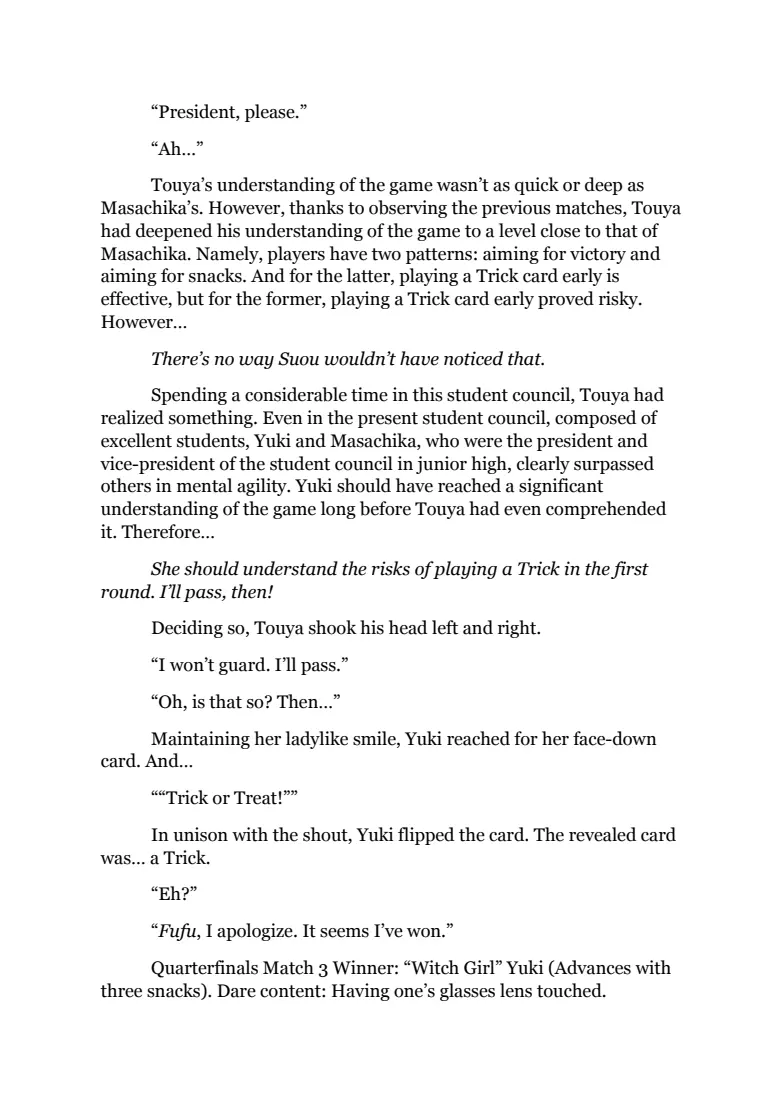 “President, please.”
“Ah…”
Touya’s understanding of the game wasn’t as quick or deep as
Masachika’s. However, thanks to observing the previous matches, Touya
had deepened his understanding of the game to a level close to that of
Masachika. Namely, players have two patterns: aiming for victory and
aiming for snacks. And for the latter, playing a Trick card early is
effective, but for the former, playing a Trick card early proved risky.
However…
There’s no way Suou wouldn’t have noticed that.
Spending a considerable time in this student council, Touya had
realized something. Even in the present student council, composed of
excellent students, Yuki and Masachika, who were the president and
vice-president of the student council in junior high, clearly surpassed
others in mental agility. Yuki should have reached a significant
understanding of the game long before Touya had even comprehended
it. Therefore…
She should understand the risks of playing a Trick in the first
round. I’ll pass, then!
Deciding so, Touya shook his head left and right.
“I won’t guard. I’ll pass.”
“Oh, is that so? Then…”
Maintaining her ladylike smile, Yuki reached for her face-down
card. And…
““Trick or Treat!””
In unison with the shout, Yuki flipped the card. The revealed card
was… a Trick.
“Eh?”
“Fufu, I apologize. It seems I’ve won.”
Quarterfinals Match 3 Winner: “Witch Girl” Yuki (Advances with
three snacks). Dare content: Having one’s glasses lens touched.